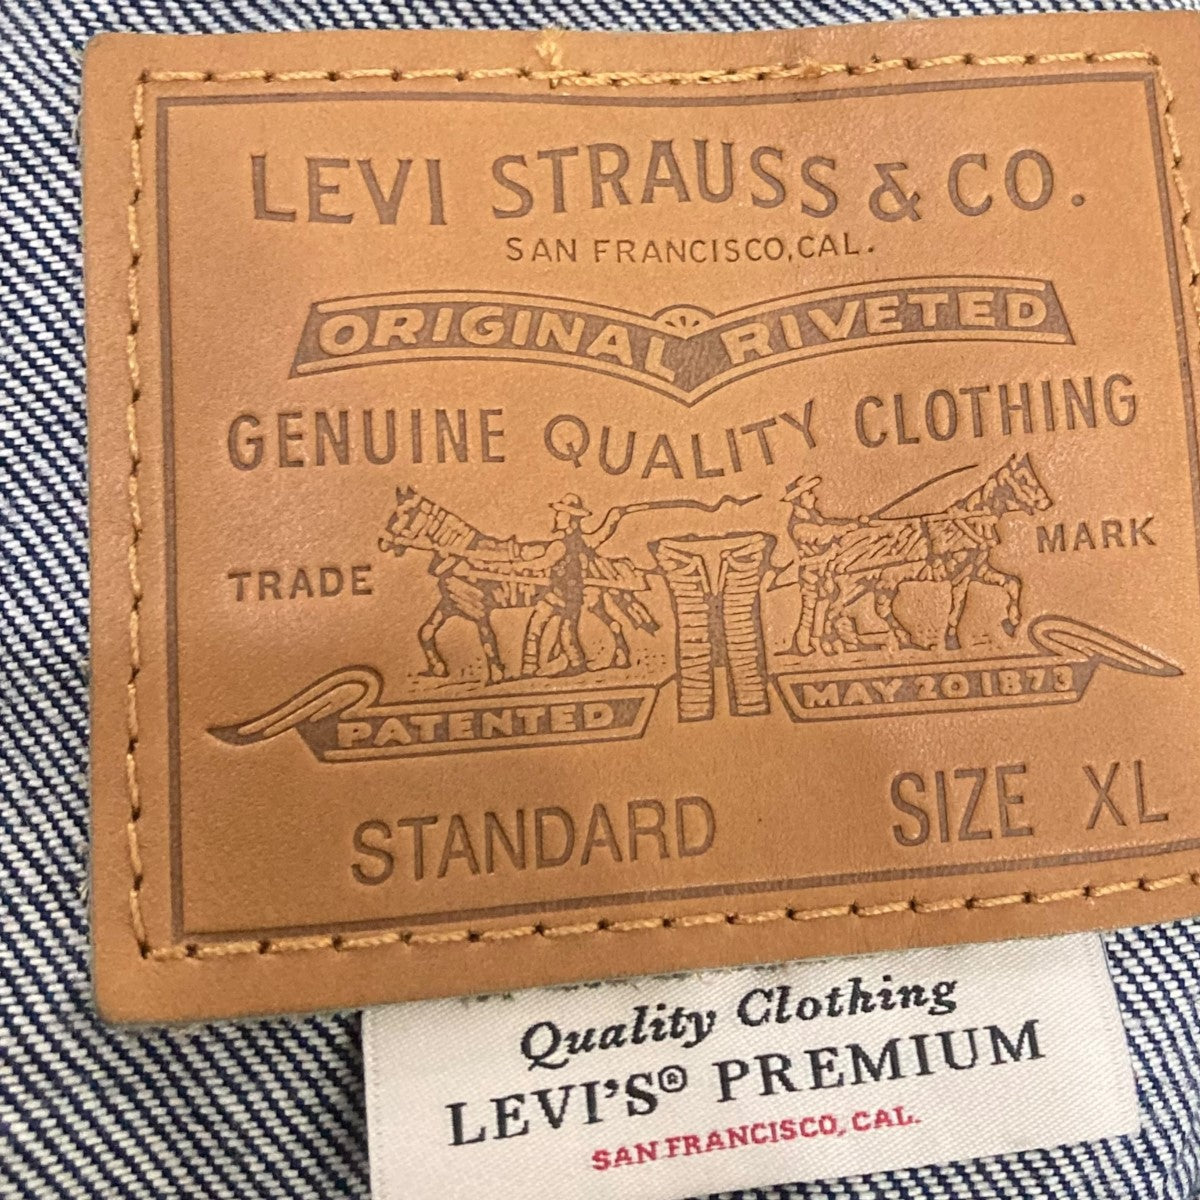 LEVI STRAUSS & CO.
SAN FRANCISCO, CAL.
ORIGINAL RIVETED
GENUINE QUALITY CLOTHING
TRADE MARK
PATENTED MAY 20 1873
STANDARD SIZE XL
Quality Clothing
LEVI'S® PREMIUM
SAN FRANCISCO, CAL.